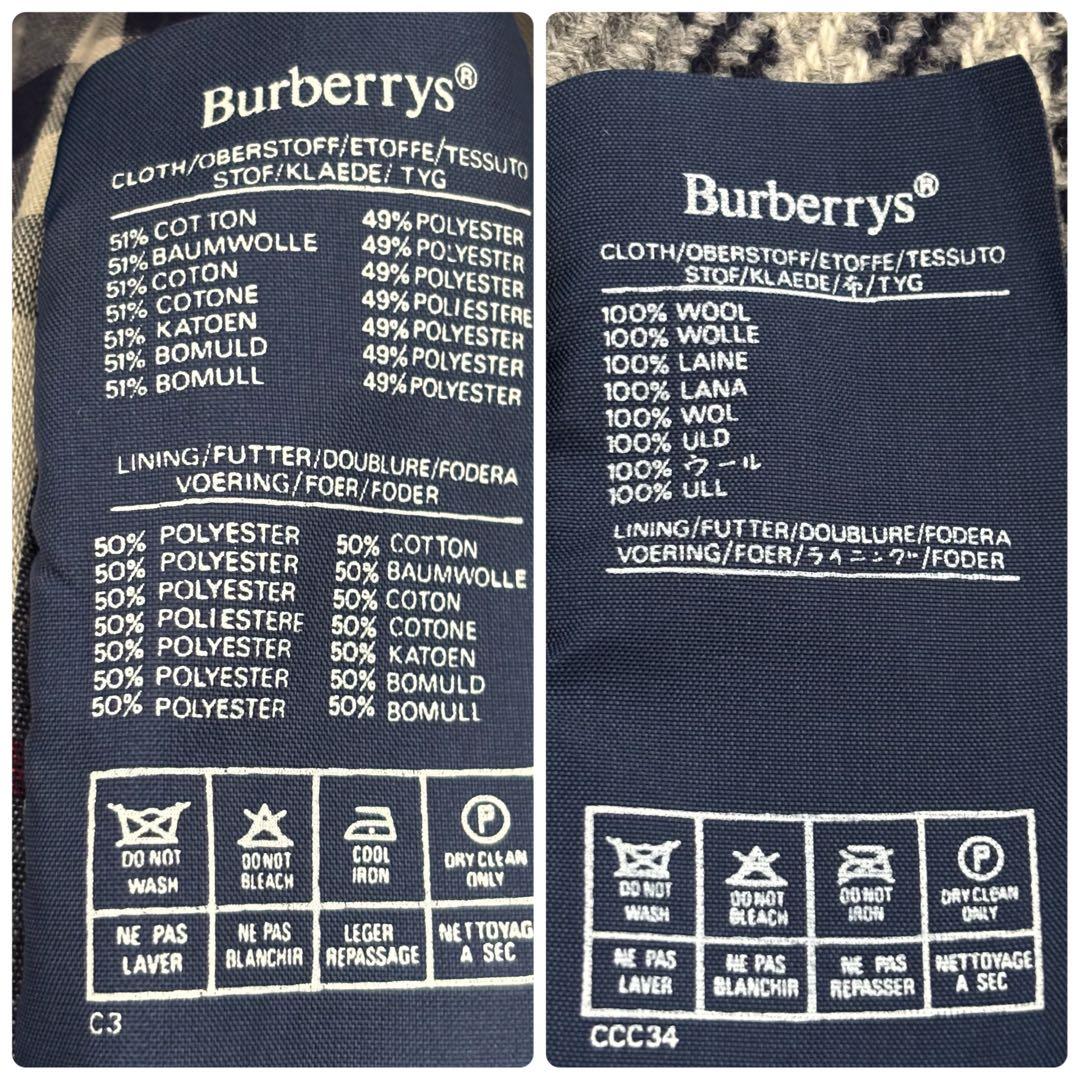 Burberrys®
CLOTH/OBERSTOFF/ETOFFE/TESSUTO
STOF/KLAEDE/ TYG
51% COTTON 49% POLYESTER
51% BAUMWOLLE 49% POLYESTER
51% COTON 49% POLYESTER
51% COTONE 49% POLIESTERE
51% KATOEN 49% POLYESTER
51% BOMULD 49% POLYESTER
51% BOMULL 49% POLYESTER
LINING/FUTTER/DOUBLURE/FODERA
VOERING/FOER/FODER
50% POLYESTER 50% COTTON
50% POLYESTER 50% BAUMWOLLE
50% POLYESTER 50% COTON
50% POLIESTERE 50% COTONE
50% POLYESTER 50% KATOEN
50% POLYESTER 50% BOMULD
50% POLYESTER 50% BOMULL
P
DO NOT DO NOT COOL DRY CLEAN
WASH BLEACH IRON ONLY
NE PAS NE PAS LEGER NETTOYAG
LAVER BLANCHIR REPASSAGE A SEC
C3
Burberrys®
CLOTH/OBERSTOFF/ETOFFE/TESSUTO
STOF/KLAEDE/布/TYG
100% WOOL
100% WOLLE
100% LAINE
100% LANA
100% WOL
100% ULD
100% ウール
100% ULL
LINING/FUTTER/DOUBLURE/FODERA
VOERING/FOER/ライニング/FODER
P
DO NOT DO NOT DO NOT DRY CLEAN
WASH BLEACH IRON ONLY
NE PAS NE PAS NE PAS NETTOYAGE
LAVER BLANCHIR REPASSER A SEC
CCC34